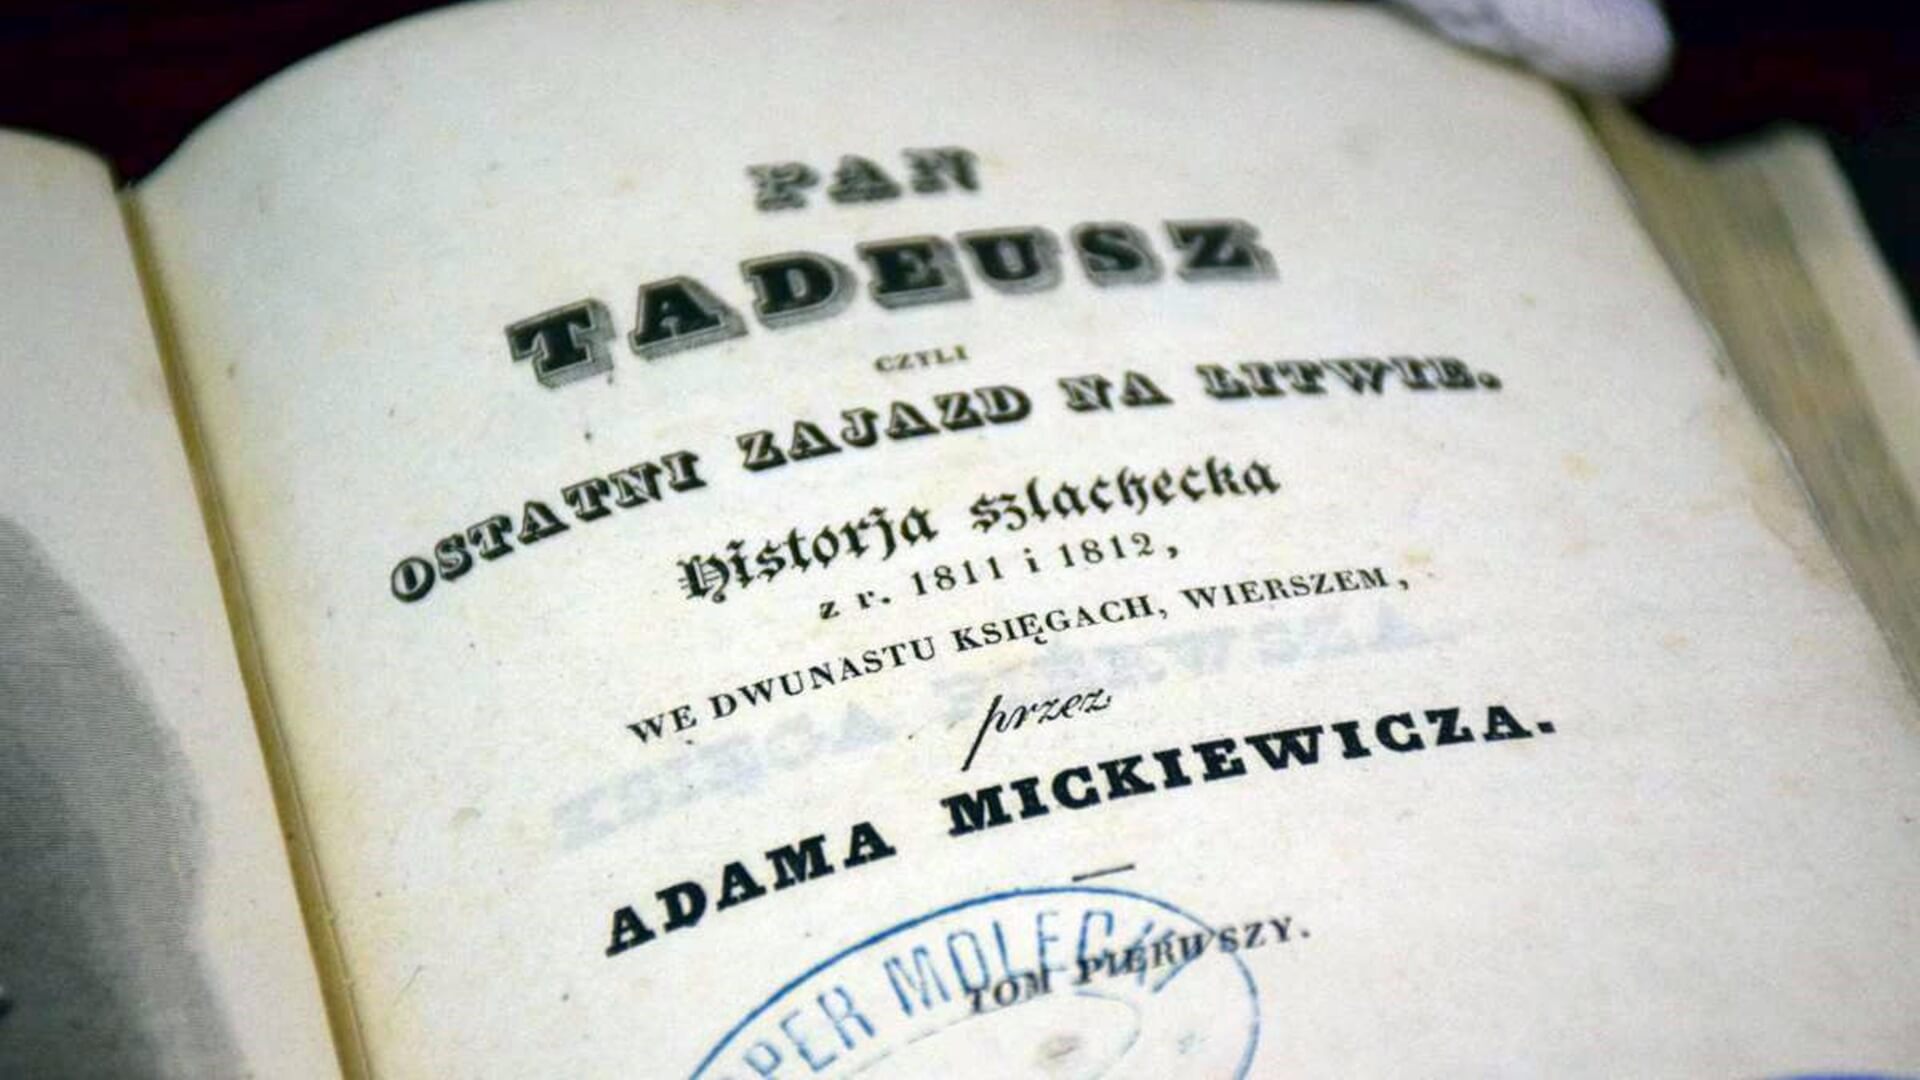 PAN
TADEUSZ
CZYLI
OSTATNI ZAJAZD NA LITWIE.
Historja szlachecka
z r. 1811 i 1812,
WE DWUNASTU KSIĘGACH, WIERSZEM,
przez
ADAMA MICKIEWICZA.
TOM PIERWSZY.